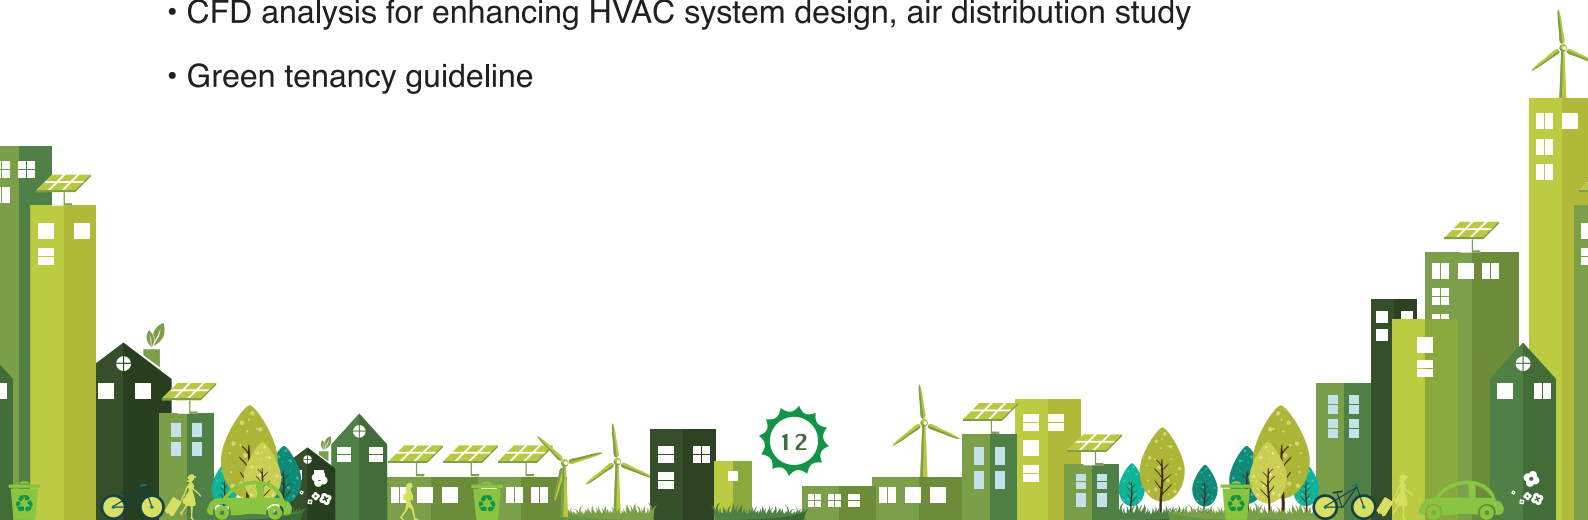 • CFD analysis for enhancing HVAC system design, air distribution study
• Green tenancy guideline
12